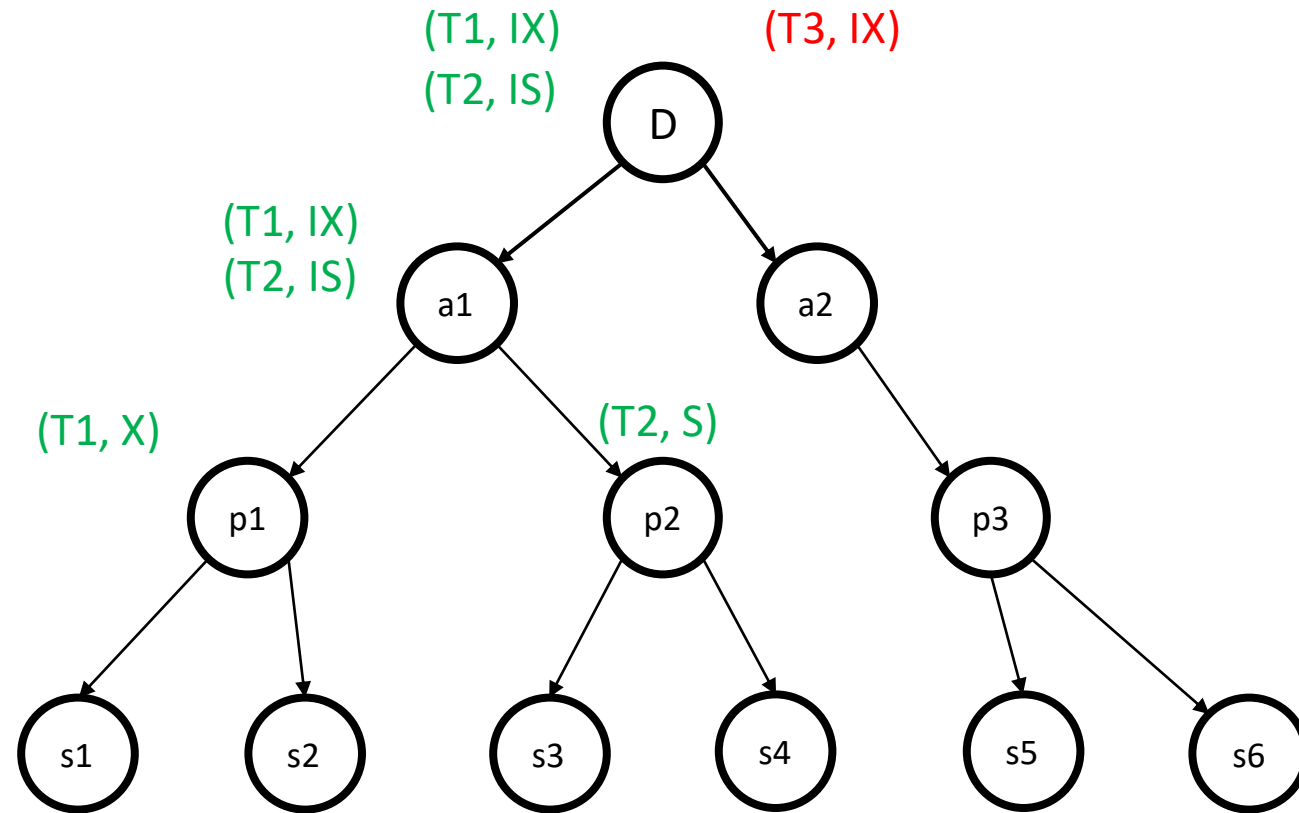 (T1, IX)
(T3, IX)
(T2, IS)
D
(T1, IX)
(T2, IS)
a1
a2
(T1, X)
(T2, S)
p1
p2
p3
s1
s2
s3
s4
s5
s6